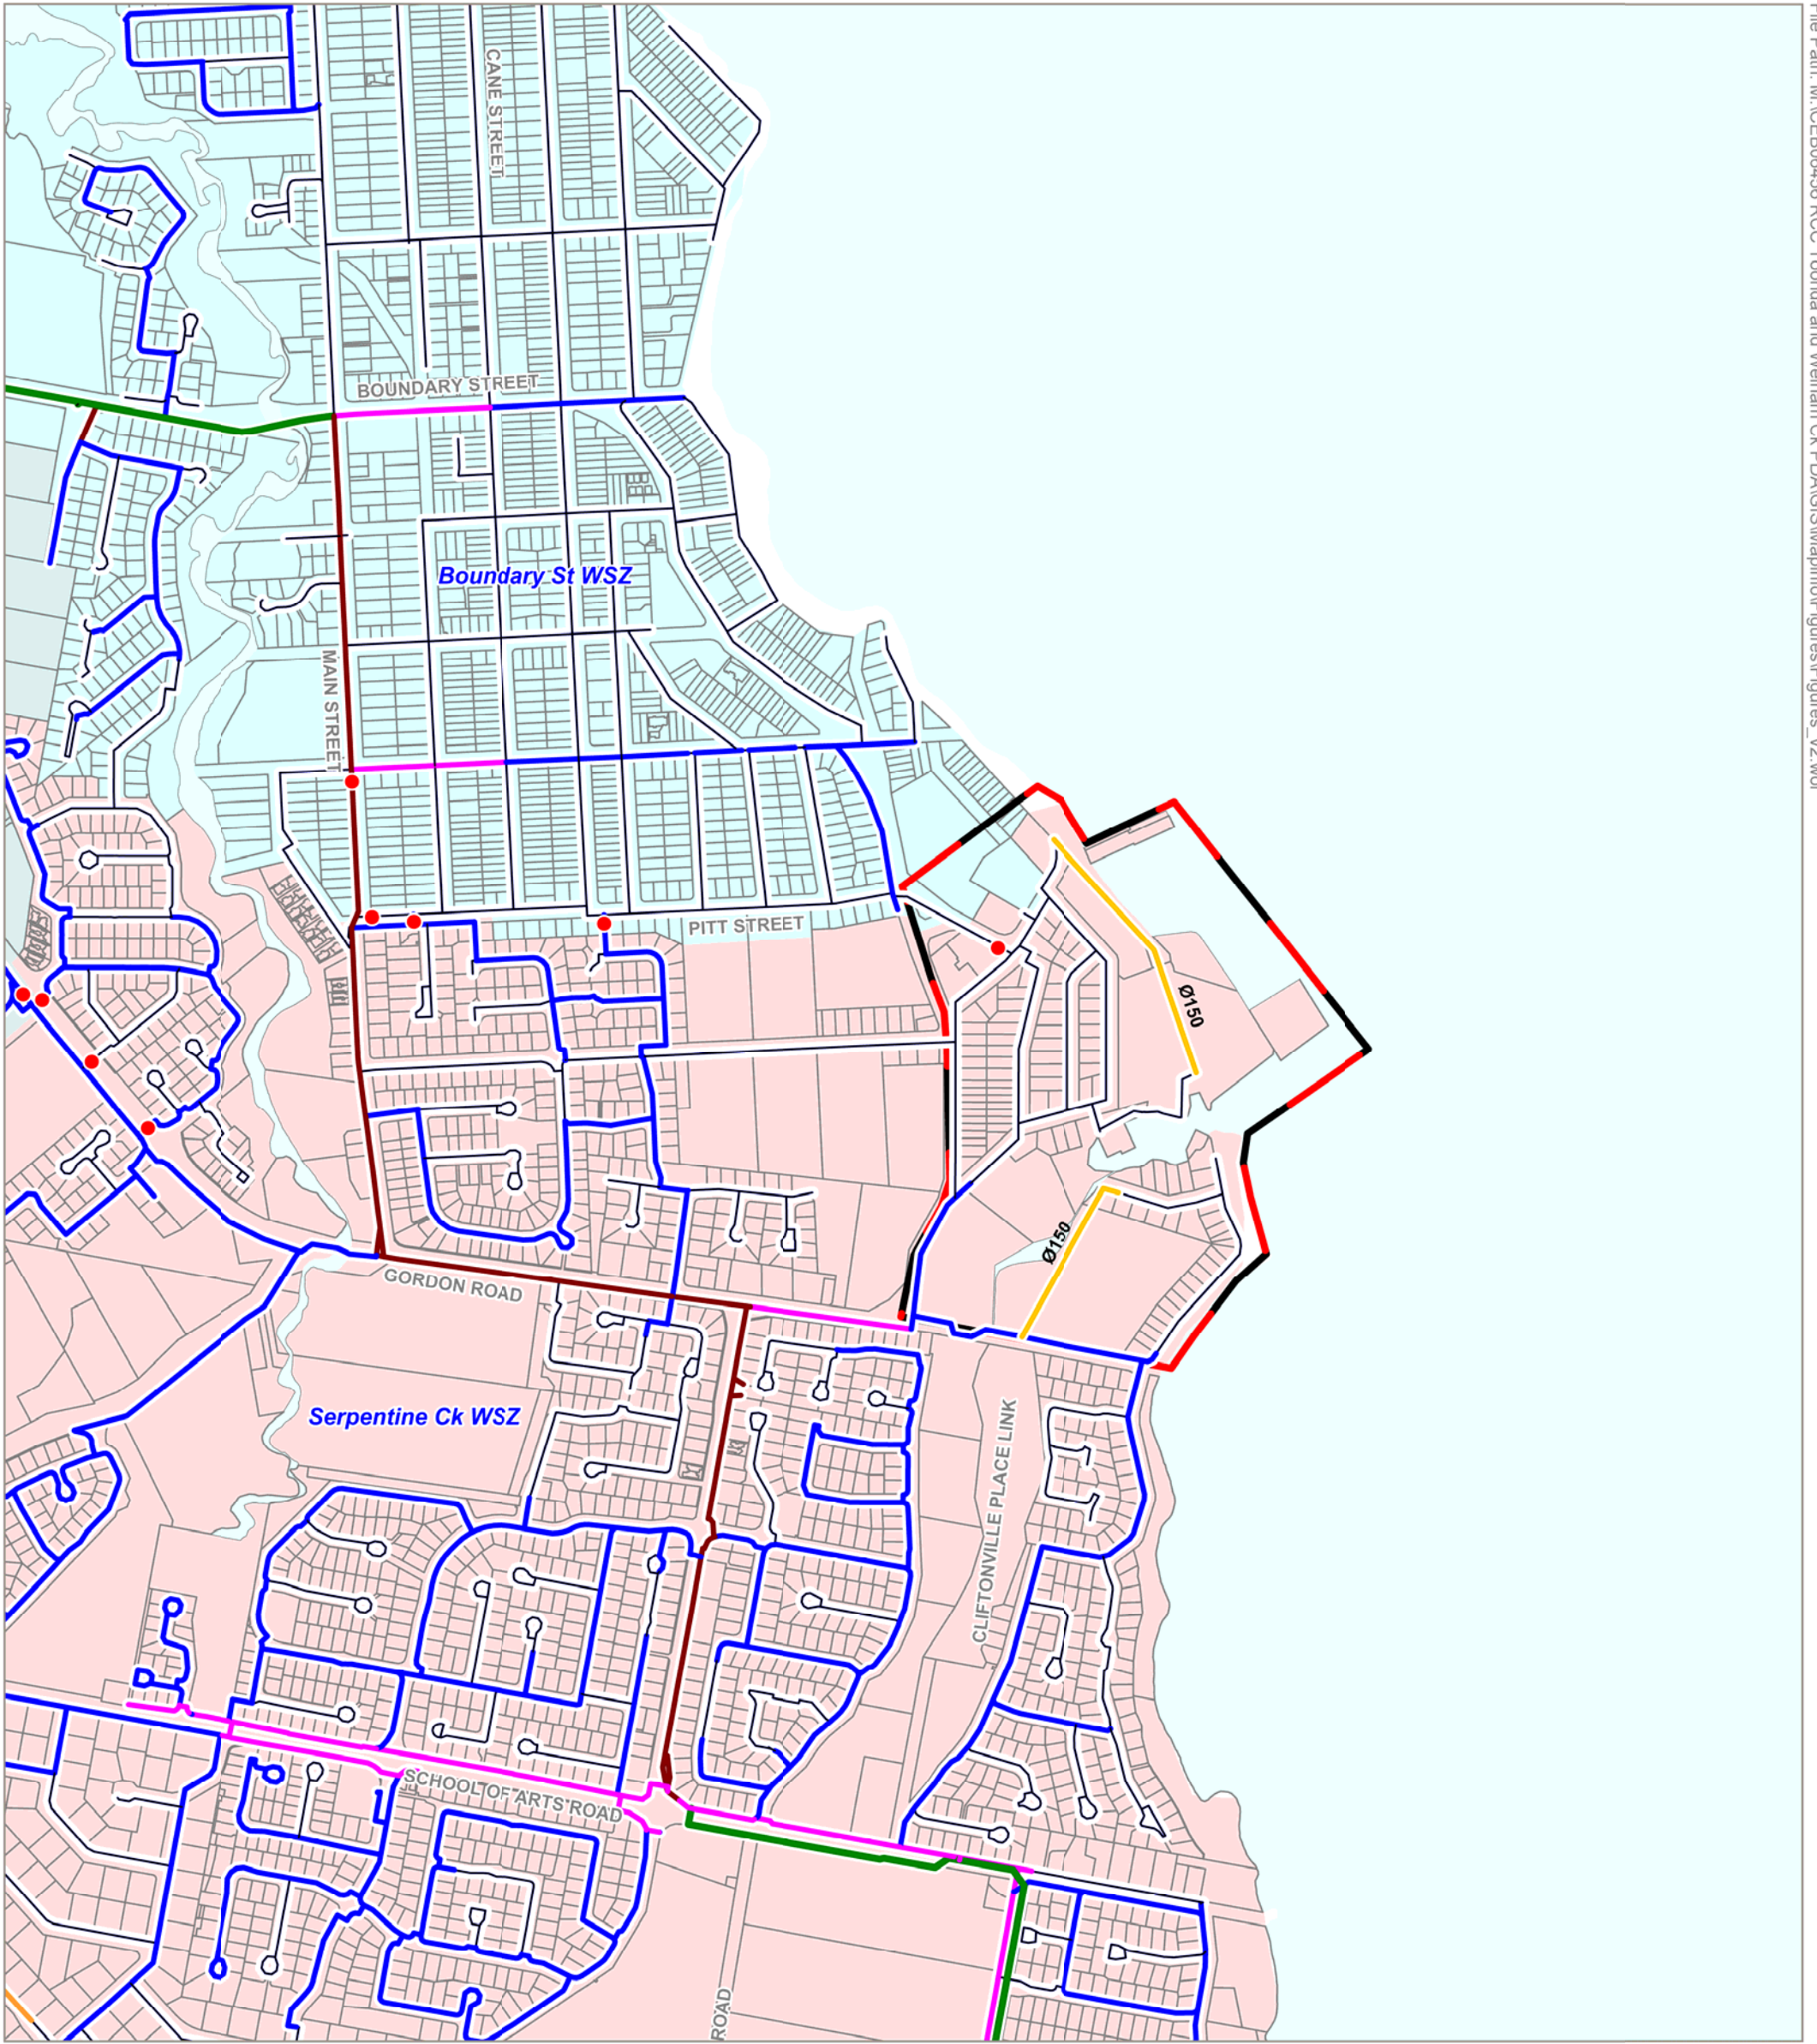 CANE STREET
BOUNDARY STREET
Boundary St WSZ
MAIN STREET
PITT STREET
Ø150
Ø150
GORDON ROAD
Serpentine Ck WSZ
CLIFTONVILLE PLACE LINK
SCHOOL OF ARTS ROAD
ROAD